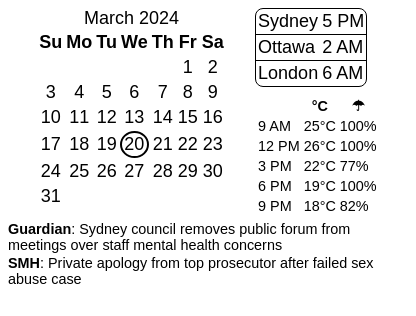 March 2024
Su Mo Tu We Th Fr Sa
1 2
3 4 5 6 7 8 9
10 11 12 13 14 15 16
17 18 19 20 21 22 23
24 25 26 27 28 29 30
31
Sydney 5 PM
Ottawa 2 AM
London 6 AM
°C ☂
9 AM 25°C 100%
12 PM 26°C 100%
3 PM 22°C 77%
6 PM 19°C 100%
9 PM 18°C 82%
Guardian: Sydney council removes public forum from
meetings over staff mental health concerns
SMH: Private apology from top prosecutor after failed sex
abuse case